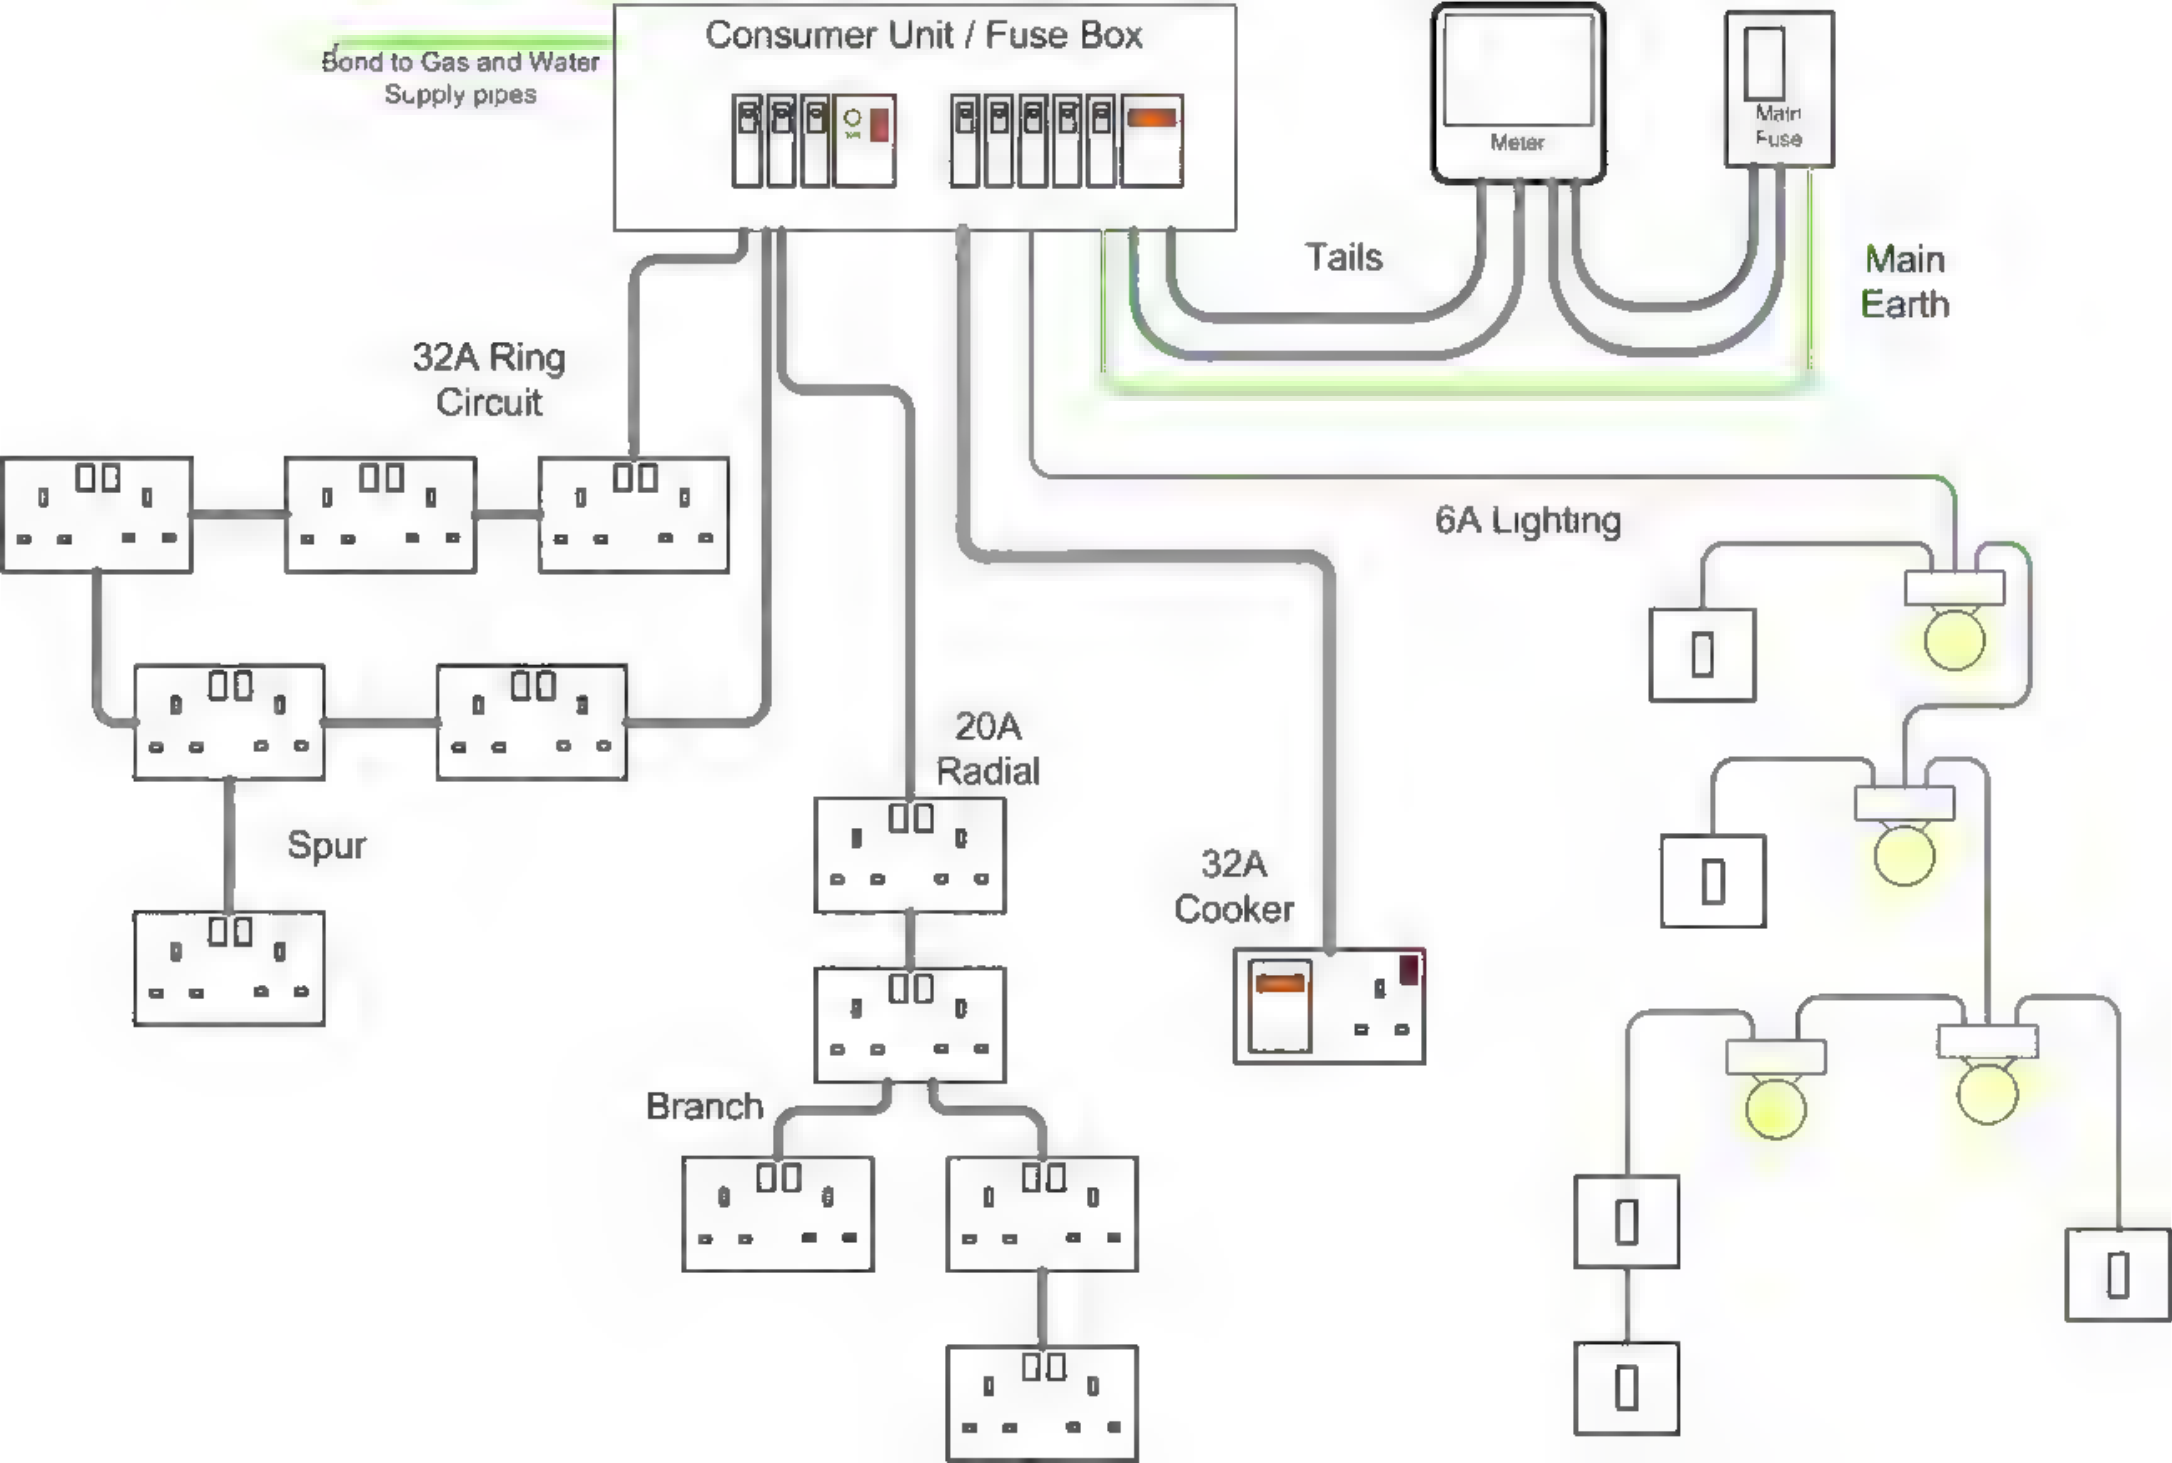 Consumer Unit / Fuse Box
Bond to Gas and Water
Supply pipes
Meter
Main
Fuse
Tails
Main
Earth
32A Ring
Circuit
6A Lighting
20A
Radial
Spur
32A
Cooker
Branch